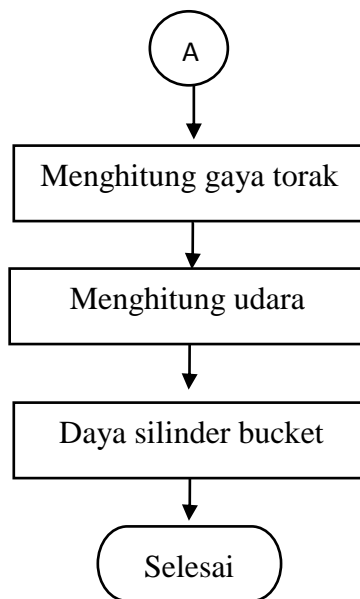 A
Menghitung gaya torak
Menghitung udara
Daya silinder bucket
Selesai